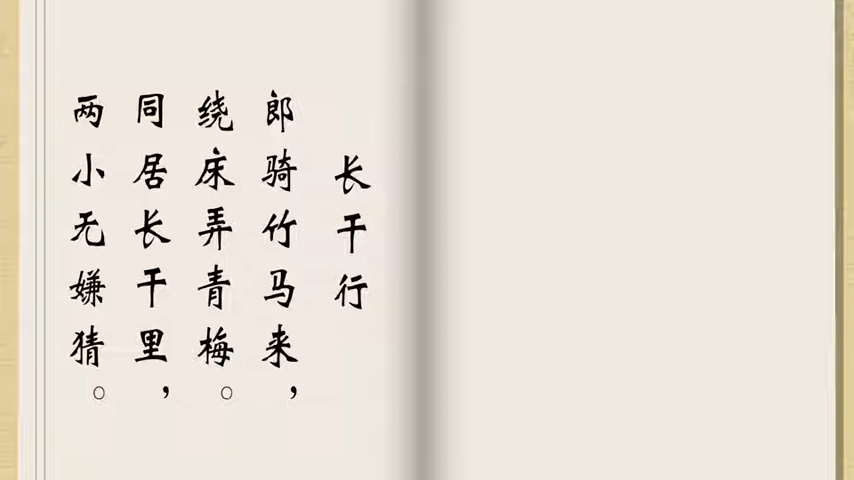 长干行
郎骑竹马来，
绕床弄青梅。
同居长干里，
两小无嫌猜。